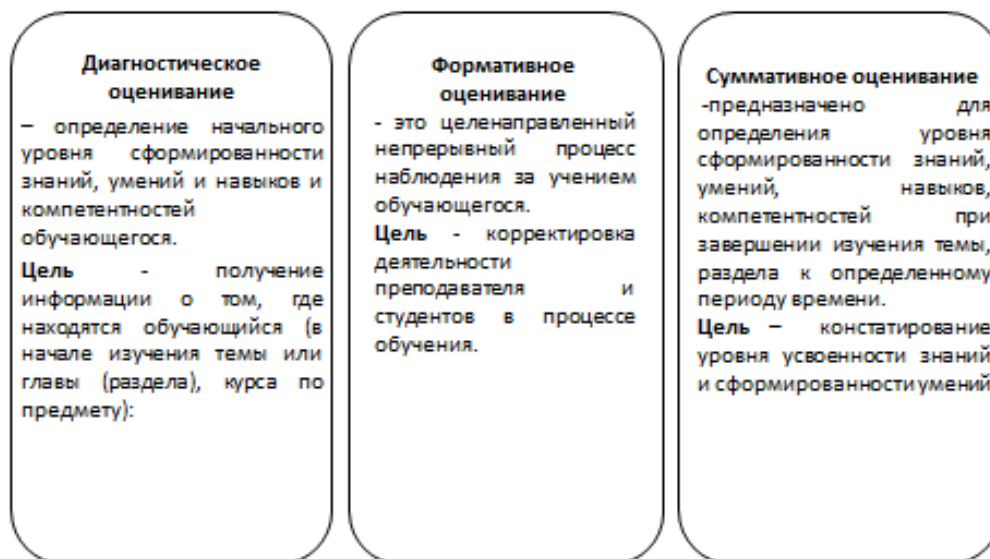 Диагностическое
оценивание
– определение начального
уровня сформированности
знаний, умений и навыков и
компетентностей
обучающегося.
Цель - получение
информации о том, где
находятся обучающийся (в
начале изучения темы или
главы (раздела), курса по
предмету):
Формативное
оценивание
- это целенаправленный
непрерывный процесс
наблюдения за учением
обучающегося.
Цель - корректировка
деятельности
преподавателя и
студентов в процессе
обучения.
Суммативное оценивание
-предназначено для
определения уровня
сформированности знаний,
умений, навыков,
компетентностей при
завершении изучения темы,
раздела к определенному
периоду времени.
Цель – констатирование
уровня усвоенности знаний
и сформированности умений